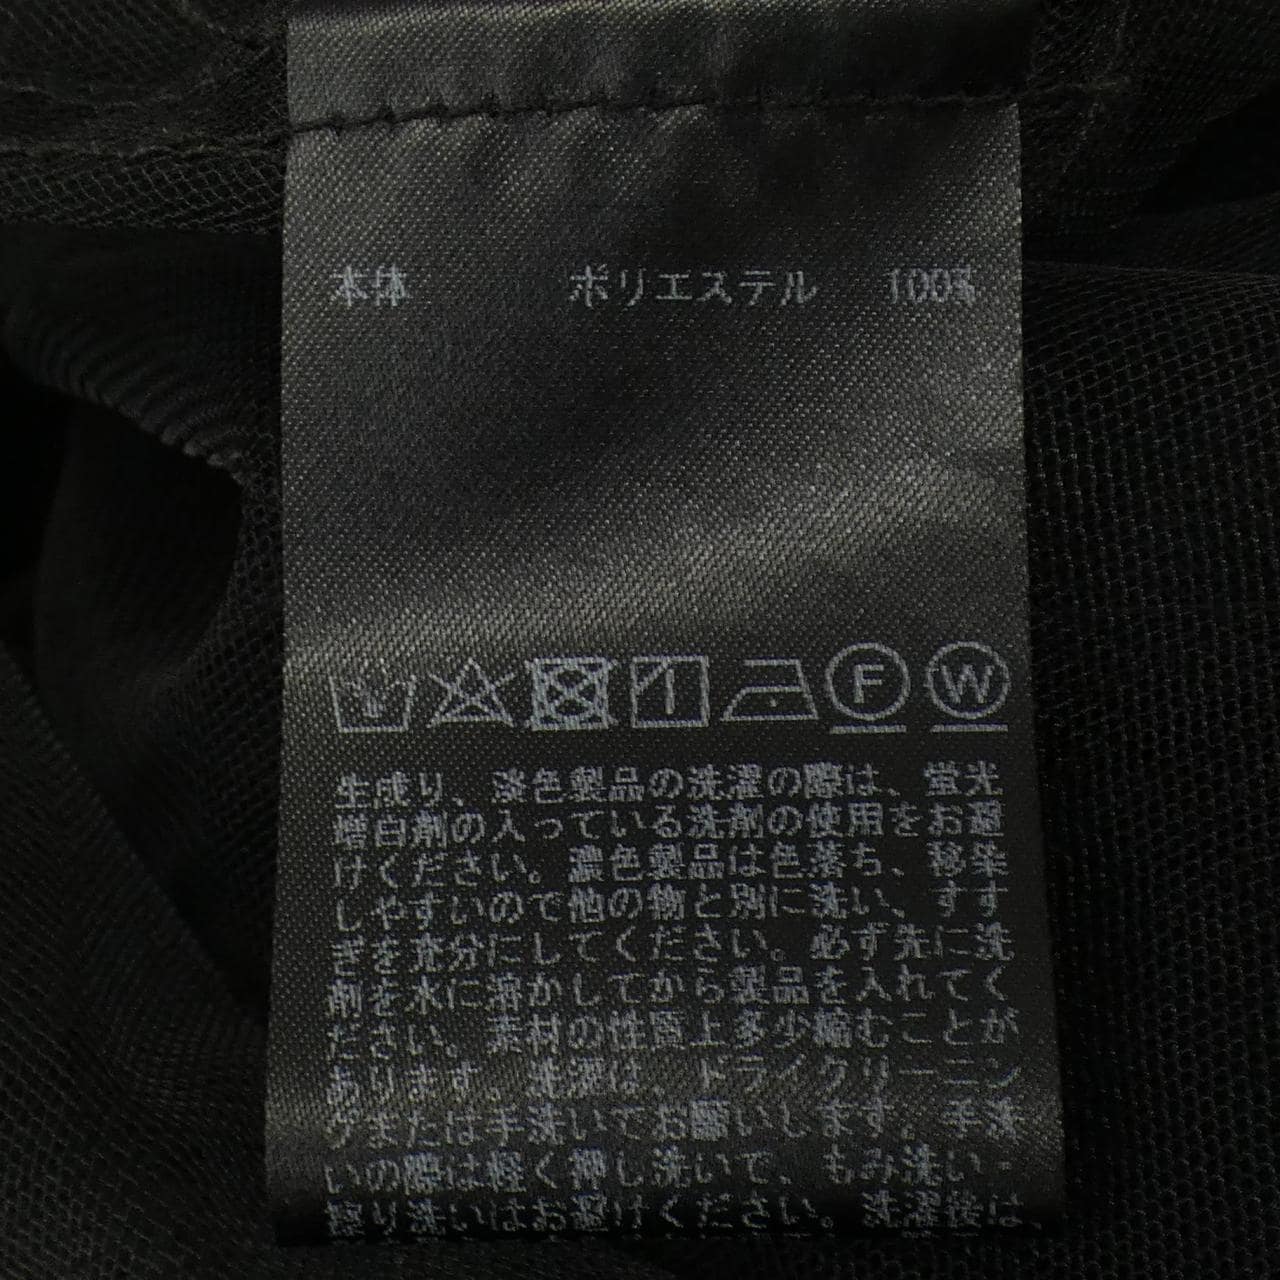 本体 ポリエステル 100%
F W
生成り、淡色製品の洗濯の際は、蛍光
増白剤の入っている洗剤の使用をお避
けください。濃色製品は色落ち、移染
しやすいので他の物と別に洗い、すす
ぎを充分にしてください。必ず先に洗
剤を水に溶かしてから製品を入れてく
ださい。素材の性質上多少縮むことが
あります。洗濯は、ドライクリーニン
グまたは手洗いでお願いします。手洗
いの際は軽く押し洗いで、もみ洗い・
擦り洗いはお避けください。洗濯後は、